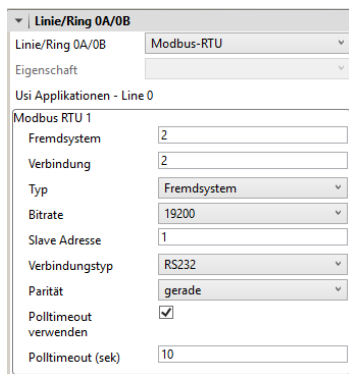 Linie/Ring 0A/0B
Linie/Ring 0A/0B Modbus-RTU
Eigenschaft
Usi Applikationen - Line 0
Modbus RTU 1
Fremdsystem 2
Verbindung 2
Typ Fremdsystem
Bitrate 19200
Slave Adresse 1
Verbindungstyp RS232
Parität gerade
Polltimeout
verwenden
Polltimeout (sek) 10